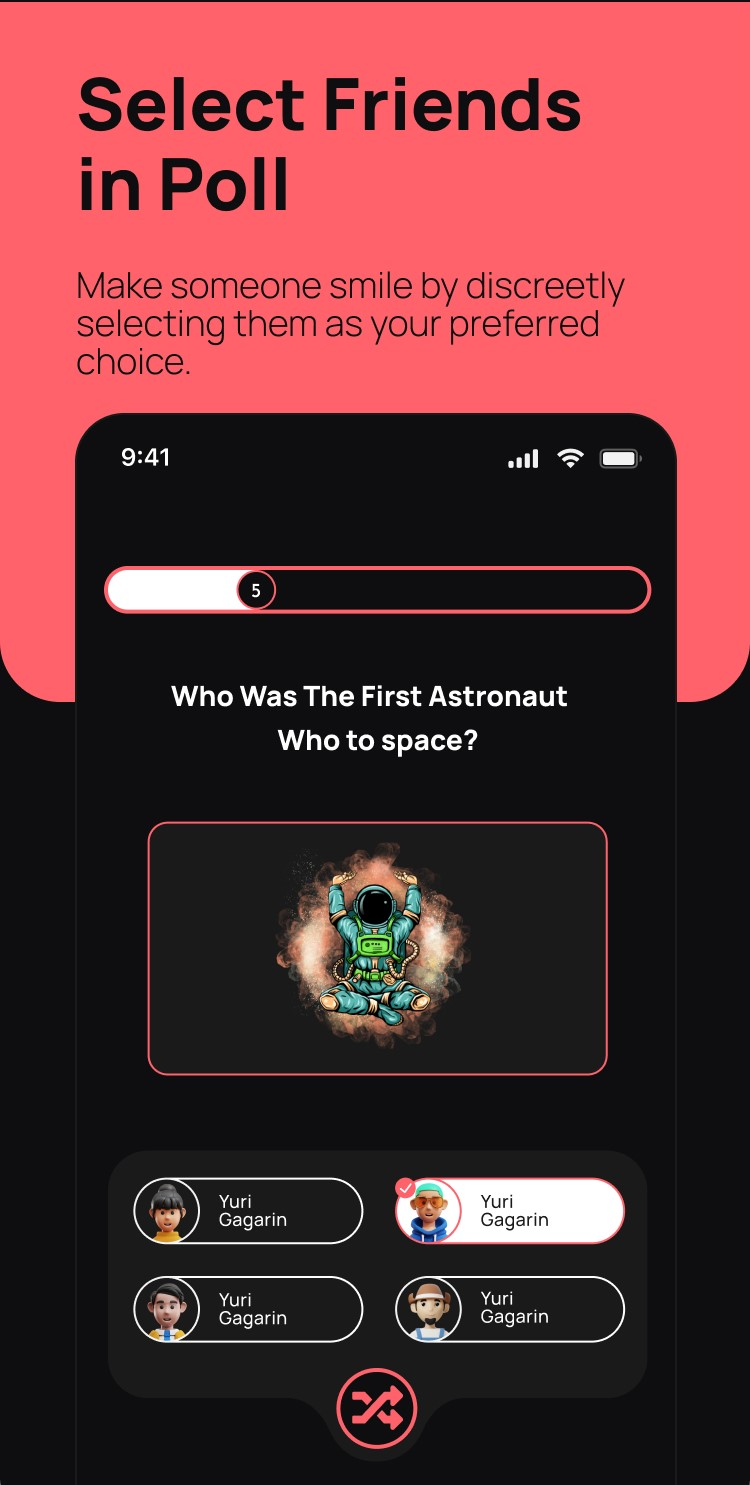 Select Friends
in Poll
Make someone smile by discreetly
selecting them as your preferred
choice.
9:41
5
Who Was The First Astronaut
Who to space?
Yuri
Gagarin
Yuri
Gagarin
Yuri
Gagarin
Yuri
Gagarin